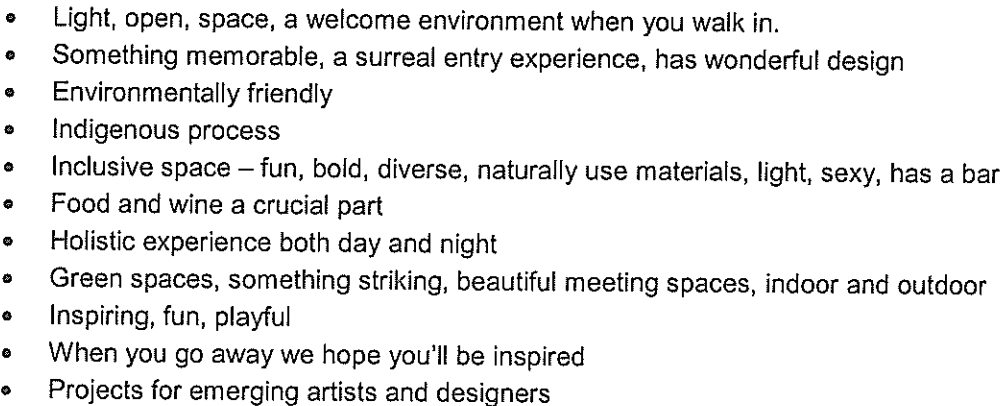 • Light, open, space, a welcome environment when you walk in.
• Something memorable, a surreal entry experience, has wonderful design
• Environmentally friendly
• Indigenous process
• Inclusive space – fun, bold, diverse, naturally use materials, light, sexy, has a bar
• Food and wine a crucial part
• Holistic experience both day and night
• Green spaces, something striking, beautiful meeting spaces, indoor and outdoor
• Inspiring, fun, playful
• When you go away we hope you'll be inspired
• Projects for emerging artists and designers